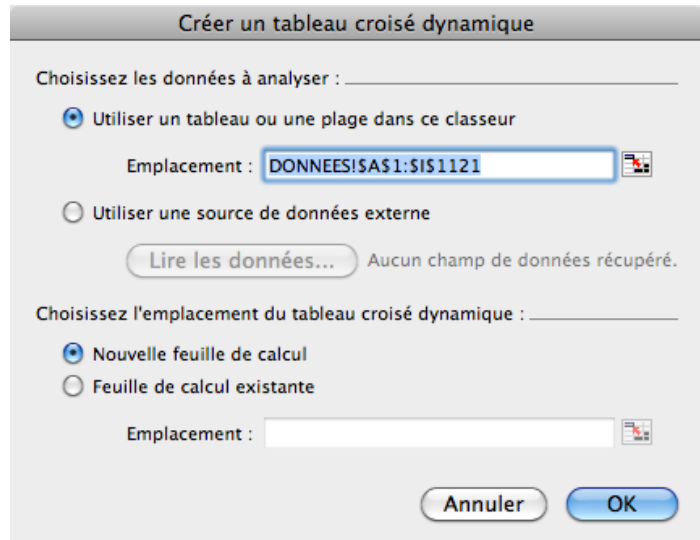 Créer un tableau croisé dynamique
Choisissez les données à analyser :
Utiliser un tableau ou une plage dans ce classeur
Emplacement : DONNEES!$A$1:$I$1121
Utiliser une source de données externe
Lire les données... Aucun champ de données récupéré.
Choisissez l'emplacement du tableau croisé dynamique :
Nouvelle feuille de calcul
Feuille de calcul existante
Emplacement :
Annuler OK